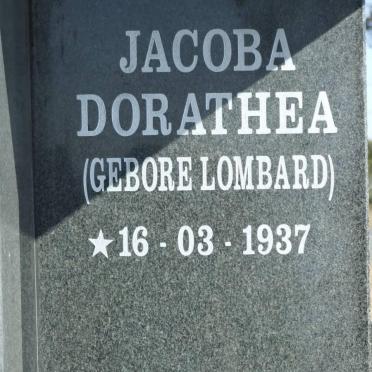 JACOBA
DORATHEA
(GEBORE LOMBARD)
★16 - 03 - 1937